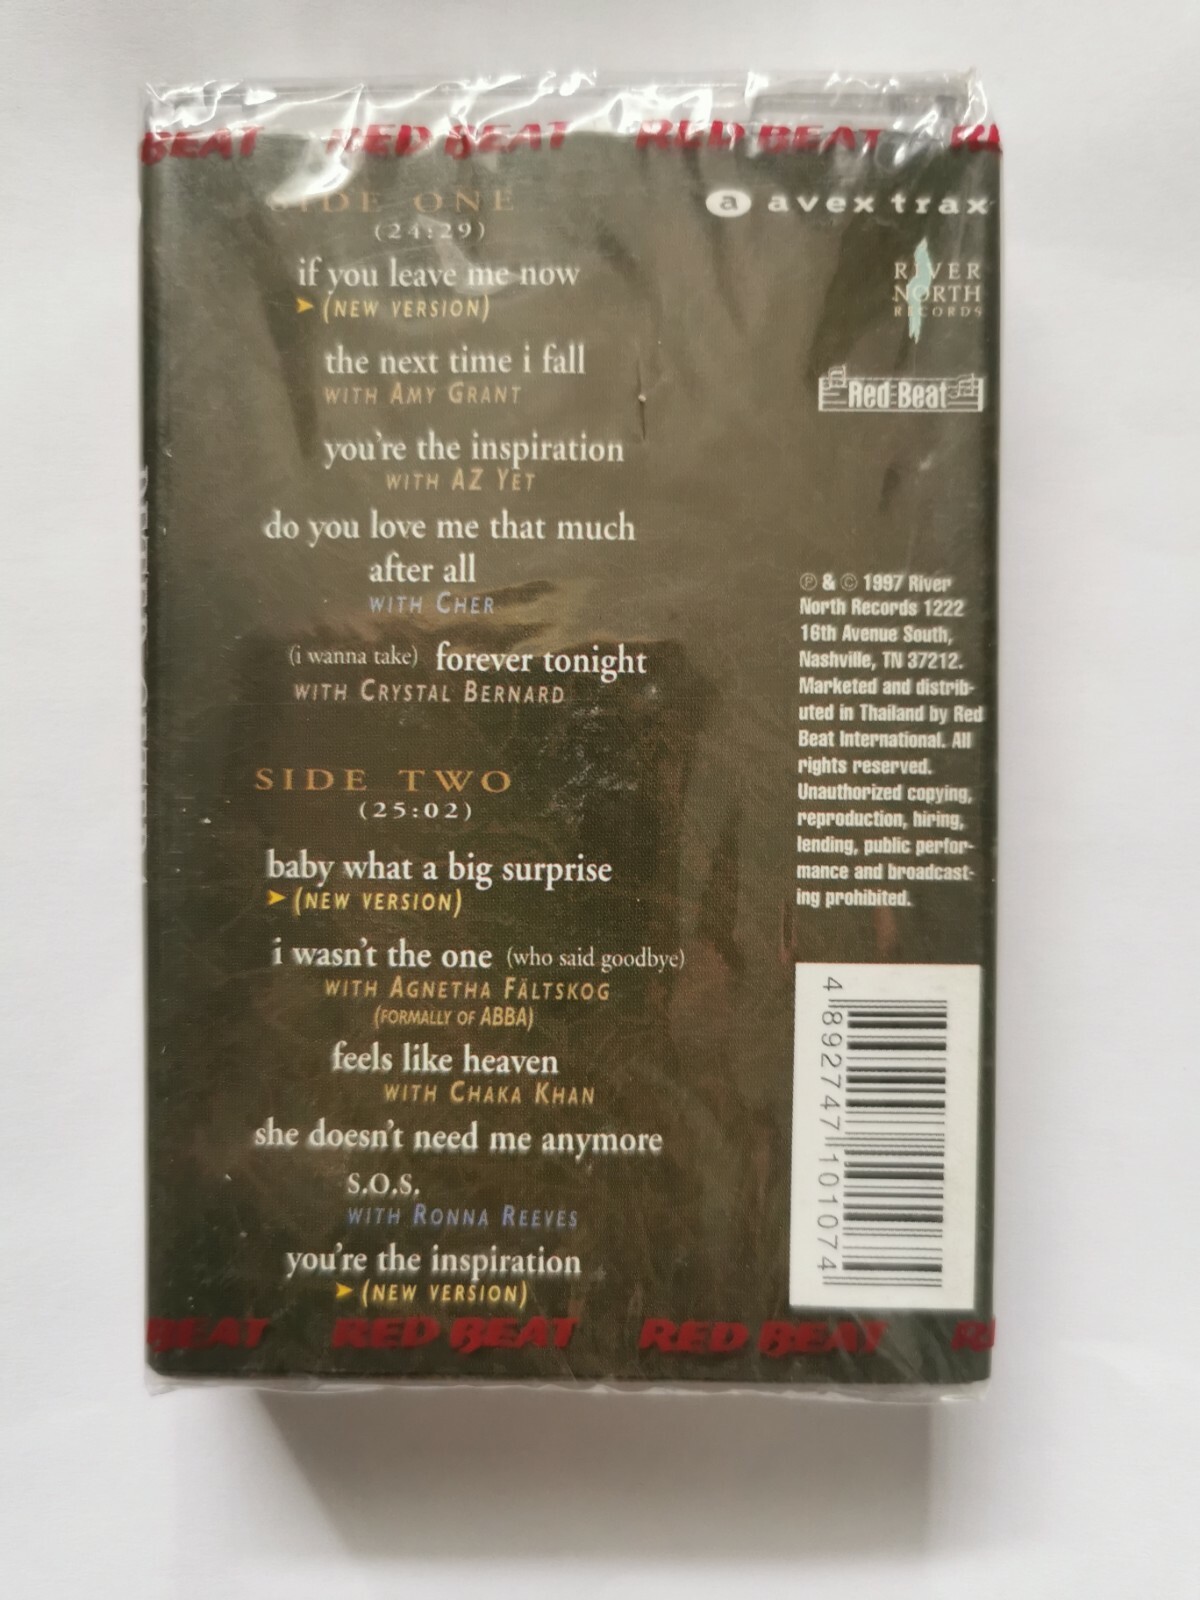 BEAT RED BEAT RED BEAT
SIDE ONE
(24:29)
if you leave me now
(NEW VERSION)
the next time i fall
WITH AMY GRANT
you're the inspiration
WITH AZ YET
do you love me that much
after all
WITH CHER
(i wanna take) forever tonight
WITH CRYSTAL BERNARD
SIDE TWO
(25:02)
baby what a big surprise
(NEW VERSION)
i wasn't the one (who said goodbye)
WITH AGNETHA FÄLTSKOG
(FORMALLY OF ABBA)
feels like heaven
WITH CHAKA KHAN
she doesn't need me anymore
S.O.S.
WITH RONNA REEVES
you're the inspiration
(NEW VERSION)
a avex trax
RIVER
NORTH
RECORDS
Red Beat
℗ & © 1997 River
North Records 1222
16th Avenue South,
Nashville, TN 37212.
Marketed and distrib-
uted in Thailand by Red
Beat International. All
rights reserved.
Unauthorized copying,
reproduction, hiring,
lending, public perfor-
mance and broadcast-
ing prohibited.
4 892747 101074
BEAT RED BEAT RED BEAT